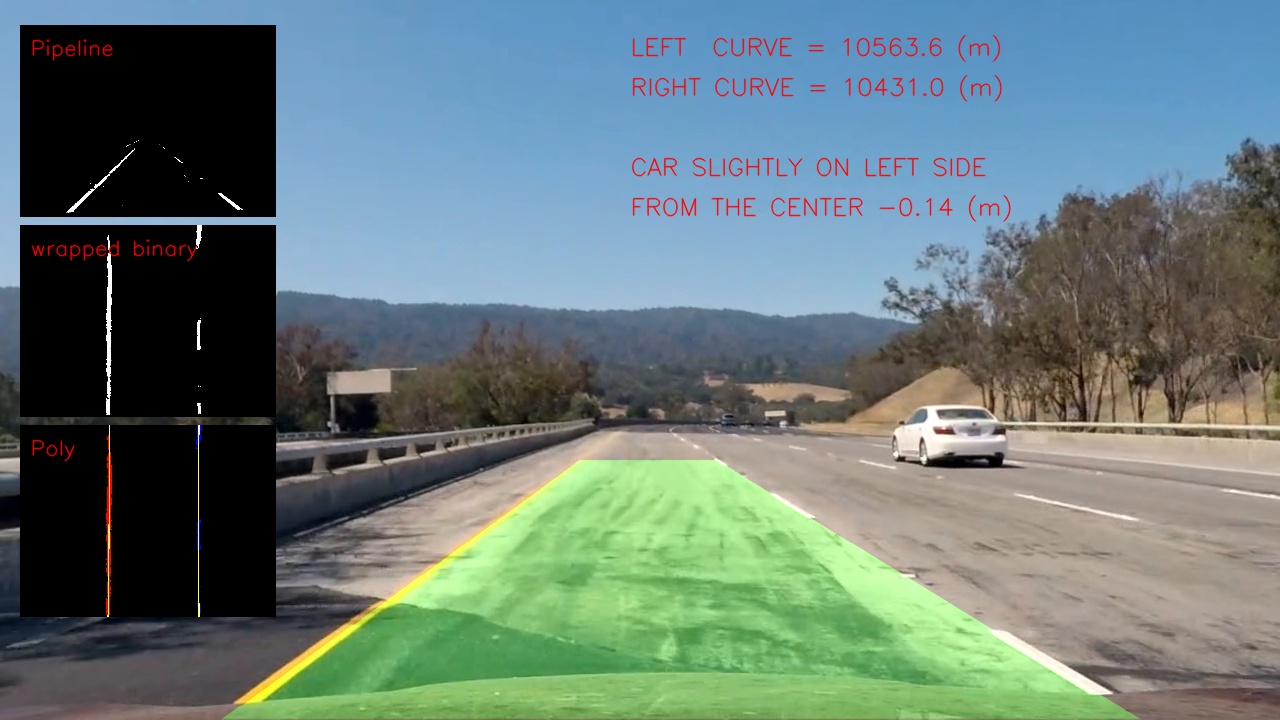 Pipeline
LEFT CURVE = 10563.6 (m)
RIGHT CURVE = 10431.0 (m)
CAR SLIGHTLY ON LEFT SIDE
FROM THE CENTER -0.14 (m)
wrapped binary
Poly